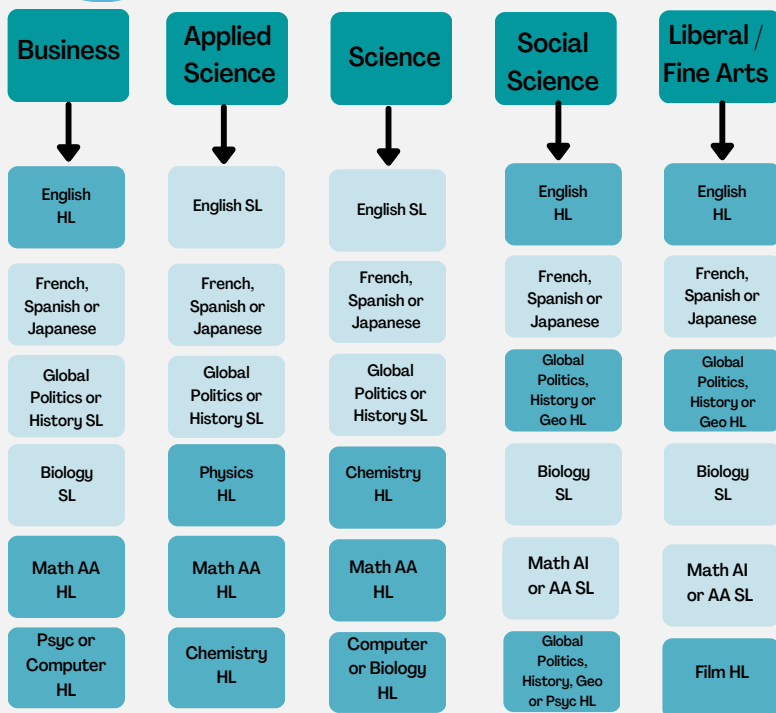 Business
Applied
Science
Science
Social
Science
Liberal /
Fine Arts
English
HL
French,
Spanish or
Japanese
Global
Politics or
History SL
Biology
SL
Math AA
HL
Psyc or
Computer
HL
English SL
French,
Spanish or
Japanese
Global
Politics or
History SL
Physics
HL
Math AA
HL
Chemistry
HL
English SL
French,
Spanish or
Japanese
Global
Politics or
History SL
Chemistry
HL
Math AA
HL
Computer
or Biology
HL
English
HL
French,
Spanish or
Japanese
Global
Politics,
History or
Geo HL
Biology
SL
Math AI
or AA SL
Global
Politics,
History, Geo
or Psyc HL
English
HL
French,
Spanish or
Japanese
Global
Politics,
History or
Geo HL
Biology
SL
Math AI
or AA SL
Film HL